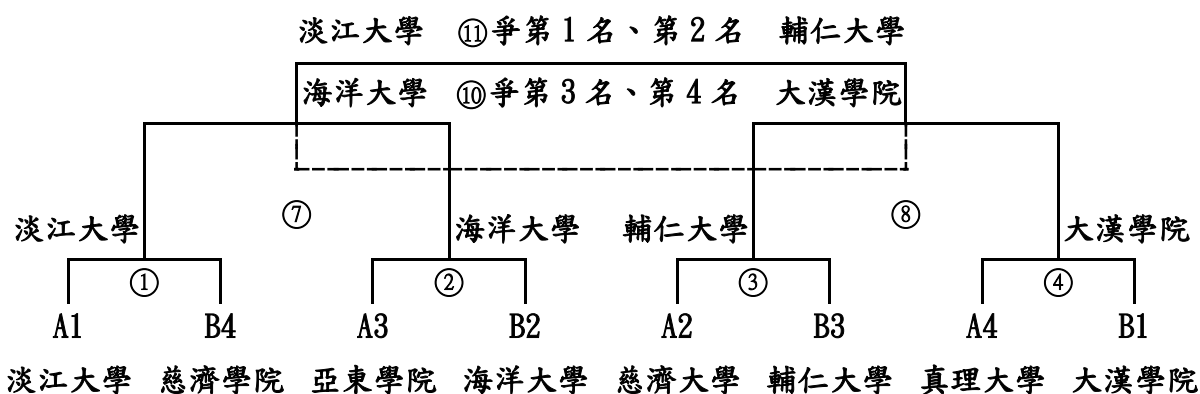 淡江大學 ⑪爭第1名、第2名 輔仁大學
海洋大學 ⑩爭第3名、第4名 大漢學院
⑦ ⑧
淡江大學 海洋大學 輔仁大學 大漢學院
① ② ③ ④
A1 B4 A3 B2 A2 B3 A4 B1
淡江大學 慈濟學院 亞東學院 海洋大學 慈濟大學 輔仁大學 真理大學 大漢學院